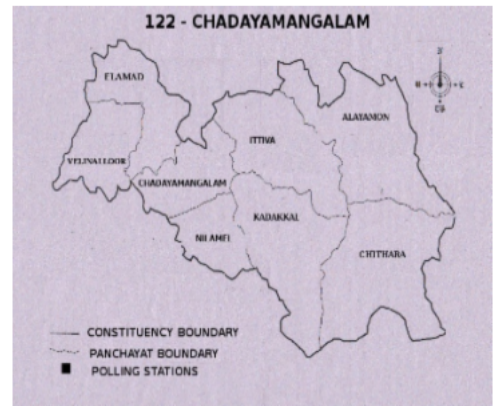 122 - CHADAYAMANGALAM
ELAMAD
ALAYAMON
ITTIVA
VELINALLOOR
CHADAYAMANGALAM
KADAKKAL
NILAMEL
CHITHARA
CONSTITUENCY BOUNDARY
PANCHAYAT BOUNDARY
POLLING STATIONS